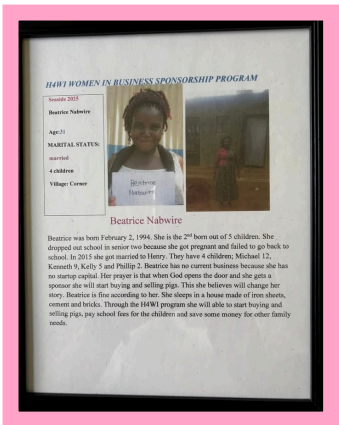 H4WI WOMEN IN BUSINESS SPONSORSHIP PROGRAM
Seaside 2025
Beatrice Nabwire
Age:31
MARITAL STATUS:
married
4 children
Village: Corner
Beatrice
Nabwire
Beatrice Nabwire
Beatrice was born February 2, 1994. She is the 2nd born out of 5 children. She
dropped out school in senior two because she got pregnant and failed to go back to
school. In 2015 she got married to Henry. They have 4 children; Michael 12,
Kenneth 9, Kelly 5 and Phillip 2. Beatrice has no current business because she has
no startup capital. Her prayer is that when God opens the door and she gets a
sponsor she will start buying and selling pigs. This she believes will change her
story. Beatrice is fine according to her. She sleeps in a house made of iron sheets,
cement and bricks. Through the H4WI program she will able to start buying and
selling pigs, pay school fees for the children and save some money for other family
needs.